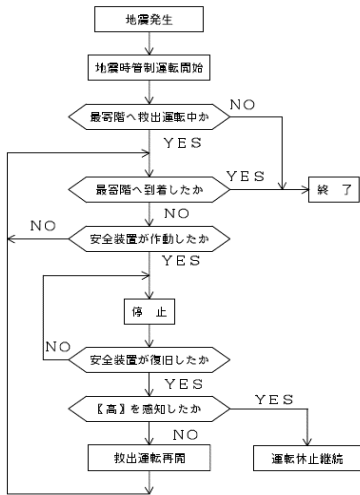 地震発生
地震時管制運転開始
最寄階へ救出運転中か
NO
YES
最寄階へ到着したか
YES
終 了
NO
安全装置が作動したか
NO
YES
停 止
NO
安全装置が復旧したか
YES
〖高〗を感知したか
YES
NO
救出運転再開
運転休止継続